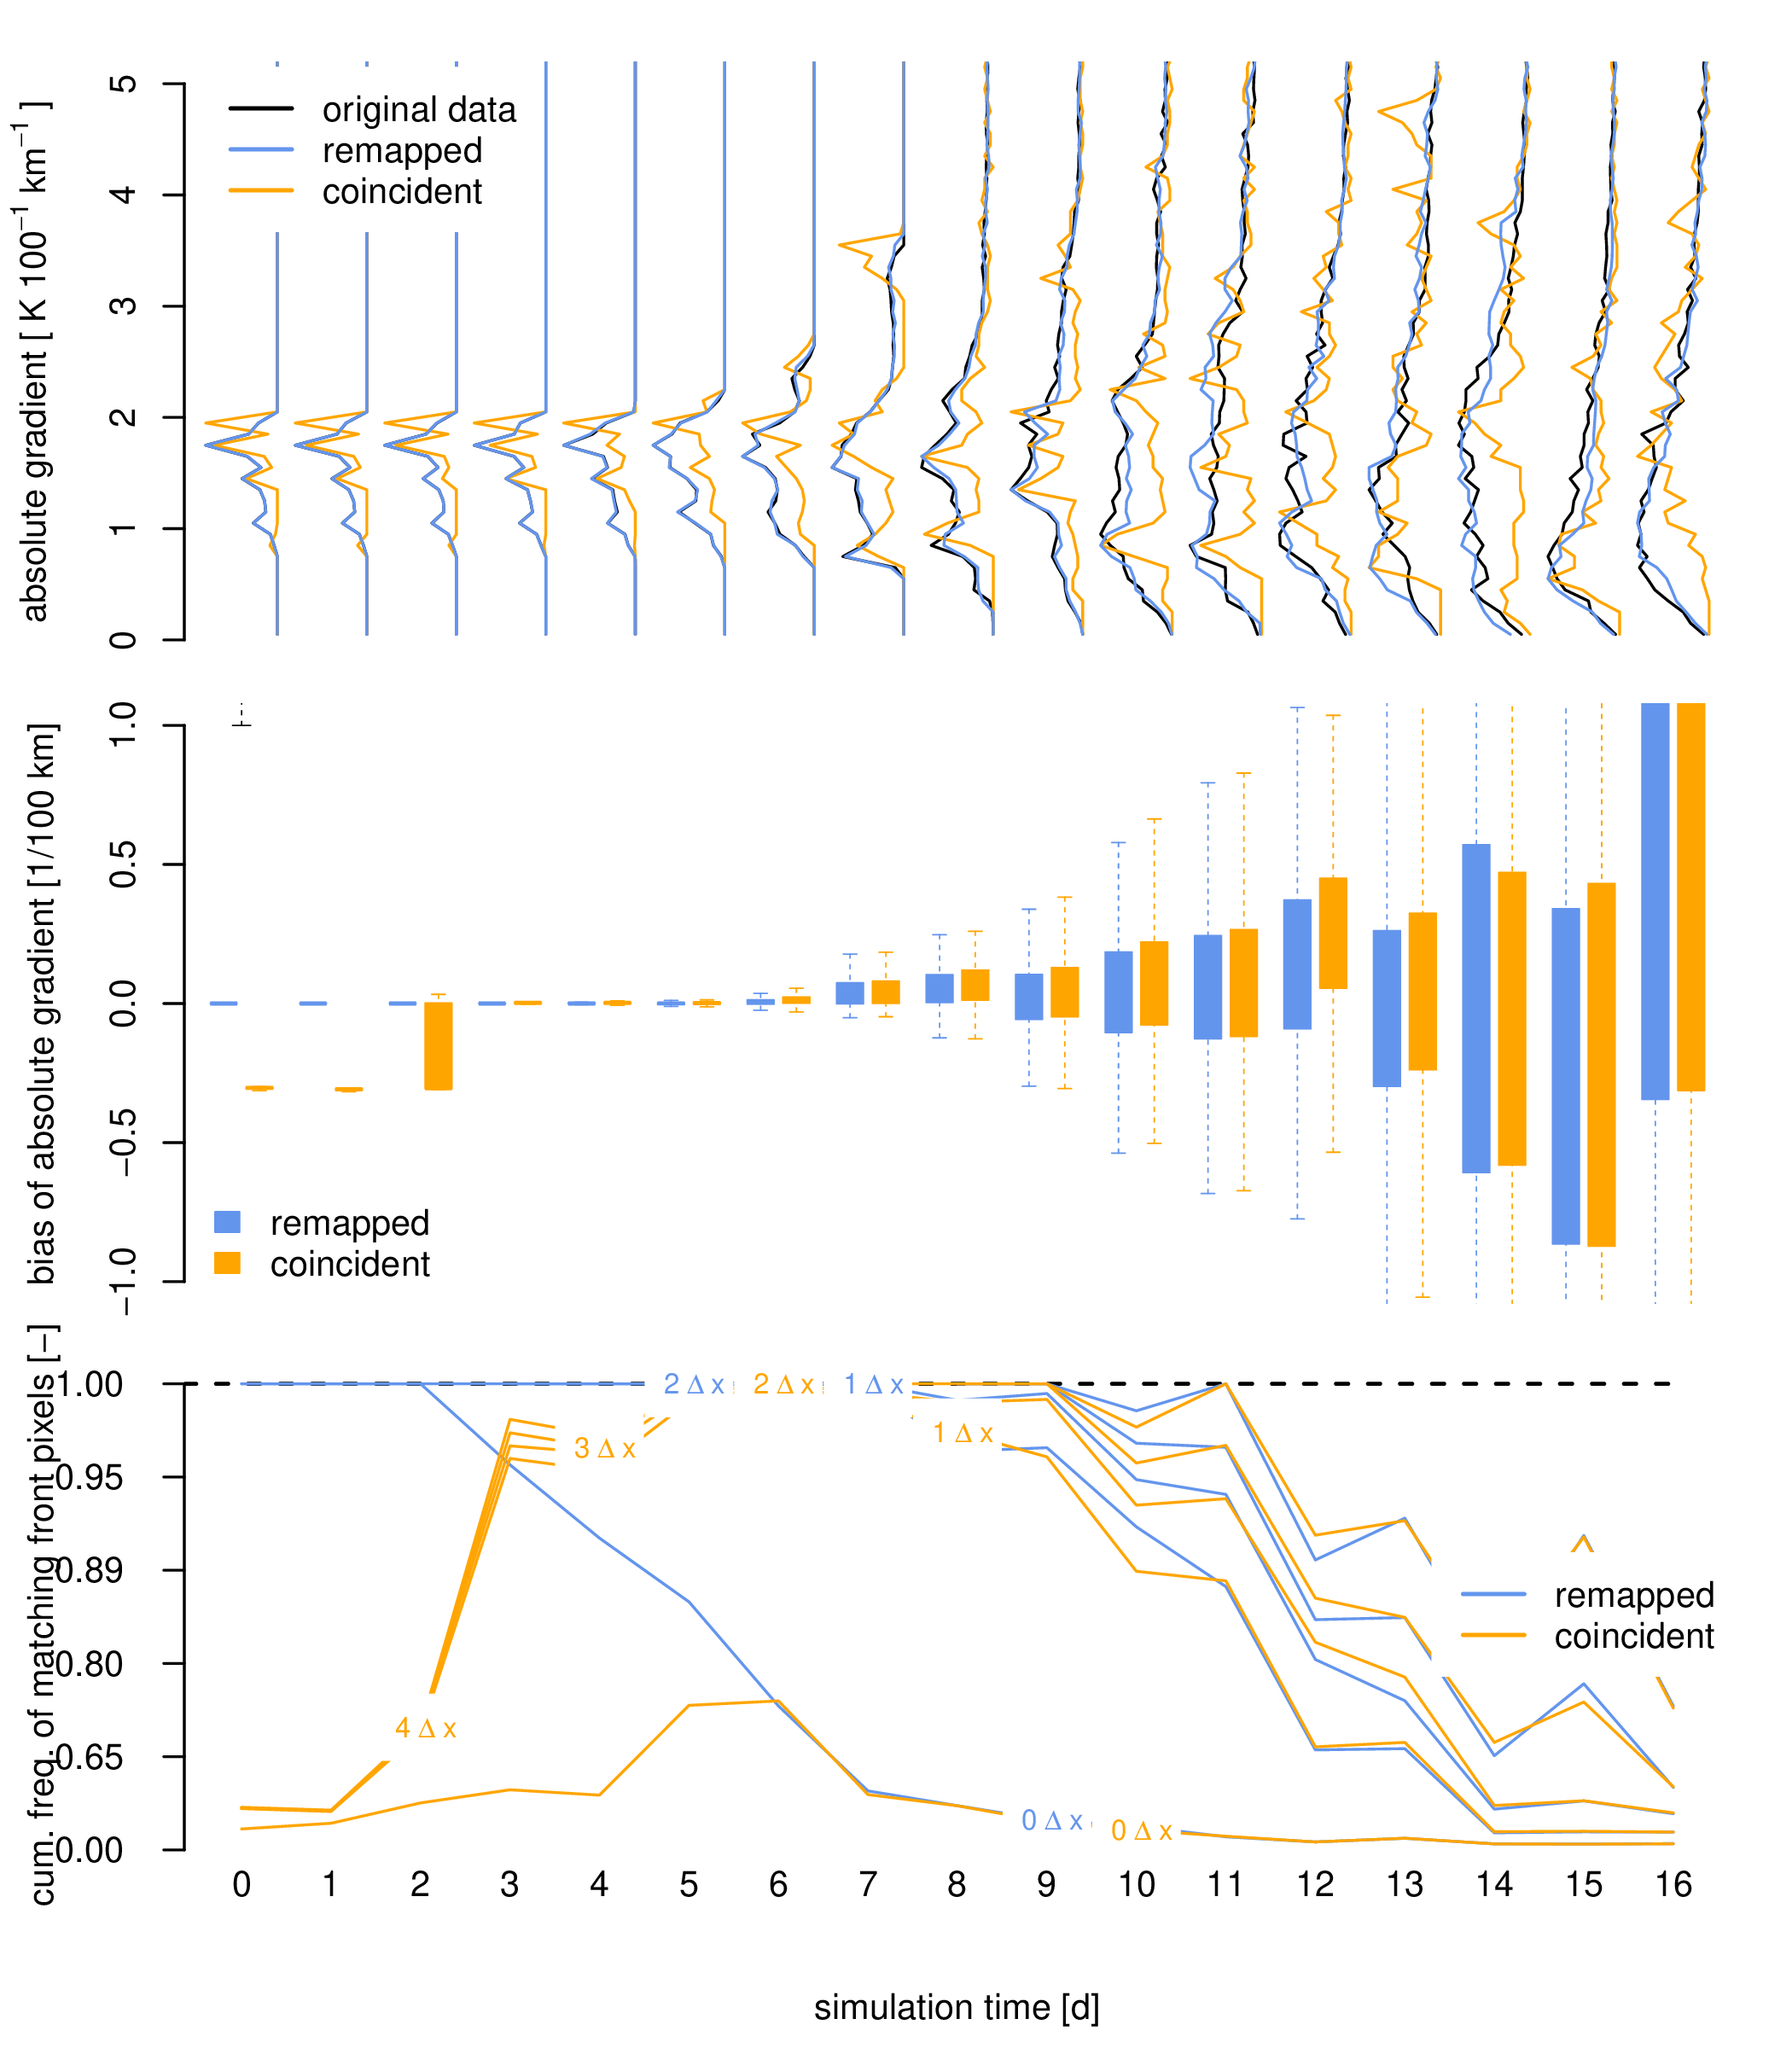 absolute gradient [ K 100⁻¹ km⁻¹ ]
5
4
3
2
1
0
original data
remapped
coincident
bias of absolute gradient [1/100 km]
1.0
0.5
0.0
−0.5
−1.0
remapped
coincident
cum. freq. of matching front pixels [−]
1.00
0.95
0.89
0.80
0.65
0.00
2 Δ x
2 Δ x
1 Δ x
1 Δ x
3 Δ x
4 Δ x
0 Δ x
0 Δ x
remapped
coincident
0 1 2 3 4 5 6 7 8 9 10 11 12 13 14 15 16
simulation time [d]